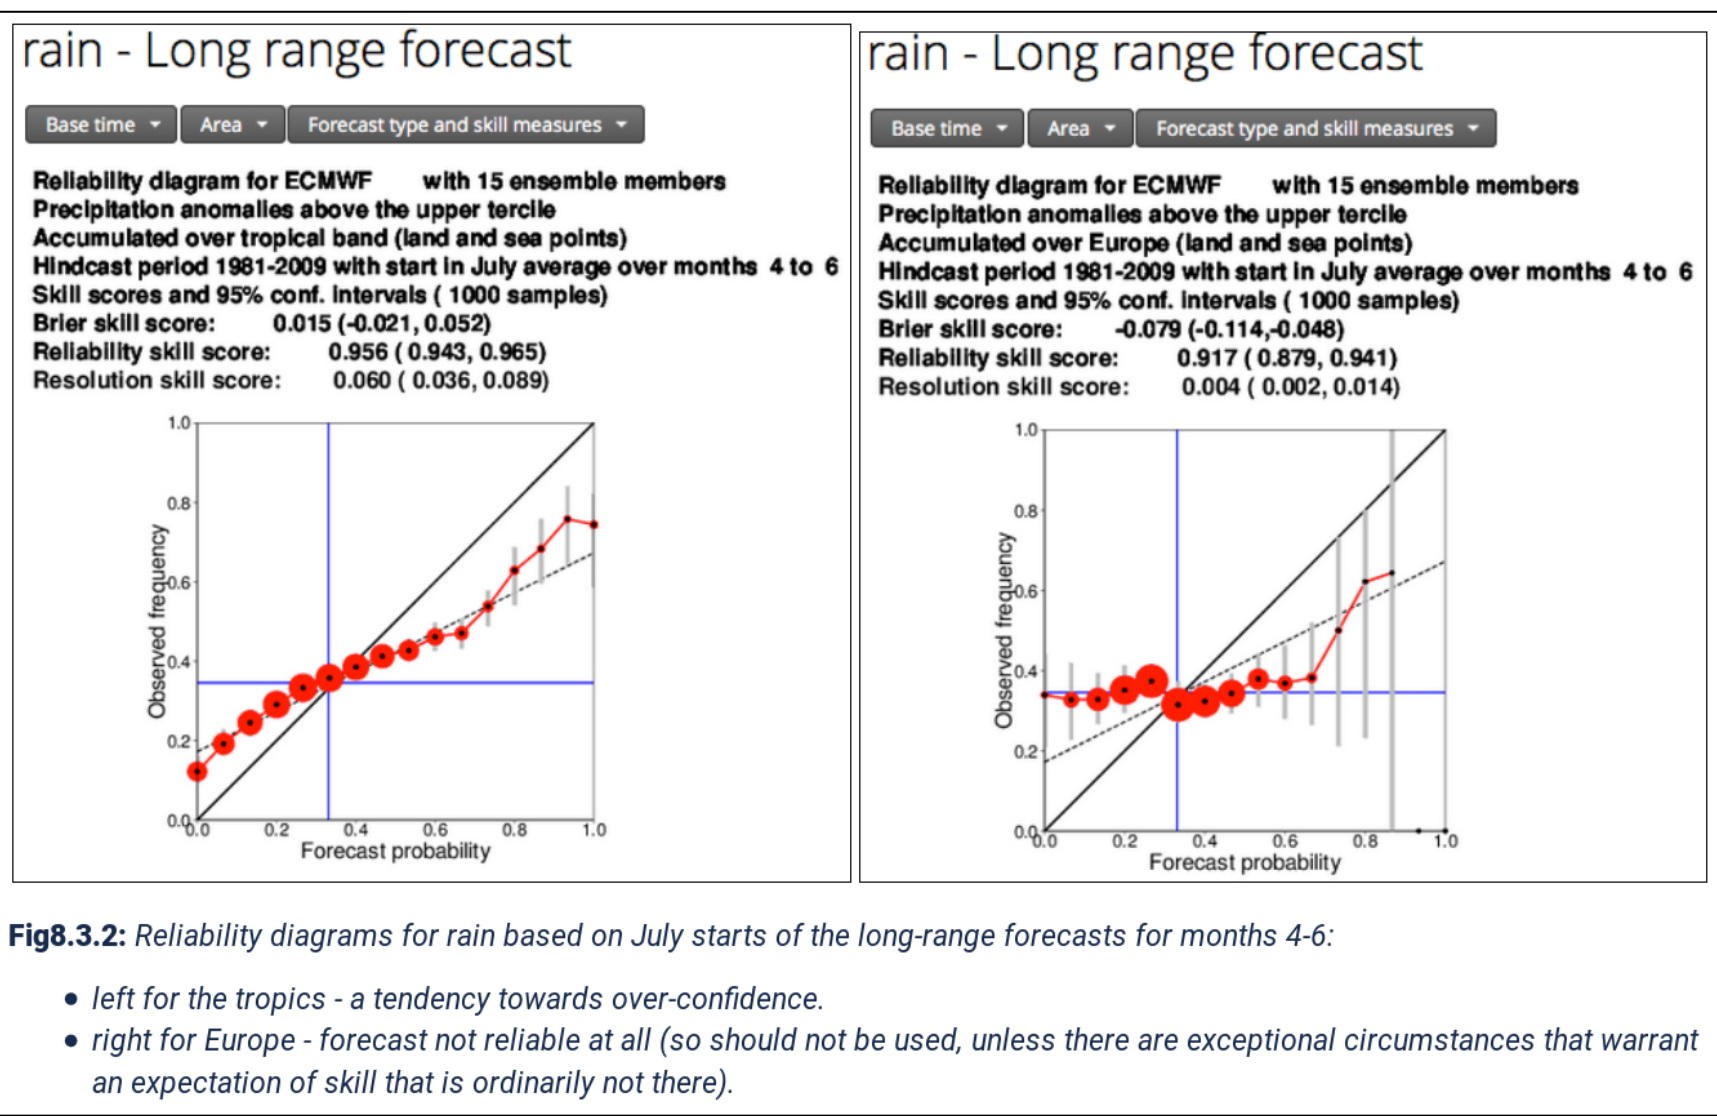 rain - Long range forecast
Base time
Area
Forecast type and skill measures
Reliability diagram for ECMWF with 15 ensemble members
Precipitation anomalies above the upper tercile
Accumulated over tropical band (land and sea points)
Hindcast period 1981-2009 with start in July average over months 4 to 6
Skill scores and 95% conf. intervals ( 1000 samples)
Brier skill score: 0.015 (-0.021, 0.052)
Reliability skill score: 0.956 ( 0.943, 0.965)
Resolution skill score: 0.060 ( 0.036, 0.089)
1.0
0.8
0.6
0.4
0.2
0.0
Observed frequency
0.0 0.2 0.4 0.6 0.8 1.0
Forecast probability
rain - Long range forecast
Base time
Area
Forecast type and skill measures
Reliability diagram for ECMWF with 15 ensemble members
Precipitation anomalies above the upper tercile
Accumulated over Europe (land and sea points)
Hindcast period 1981-2009 with start in July average over months 4 to 6
Skill scores and 95% conf. intervals ( 1000 samples)
Brier skill score: -0.079 (-0.114,-0.048)
Reliability skill score: 0.917 ( 0.879, 0.941)
Resolution skill score: 0.004 ( 0.002, 0.014)
1.0
0.8
0.6
0.4
0.2
0.0
Observed frequency
0.0 0.2 0.4 0.6 0.8 1.0
Forecast probability
Fig8.3.2: Reliability diagrams for rain based on July starts of the long-range forecasts for months 4-6:
• left for the tropics - a tendency towards over-confidence.
• right for Europe - forecast not reliable at all (so should not be used, unless there are exceptional circumstances that warrant
an expectation of skill that is ordinarily not there).